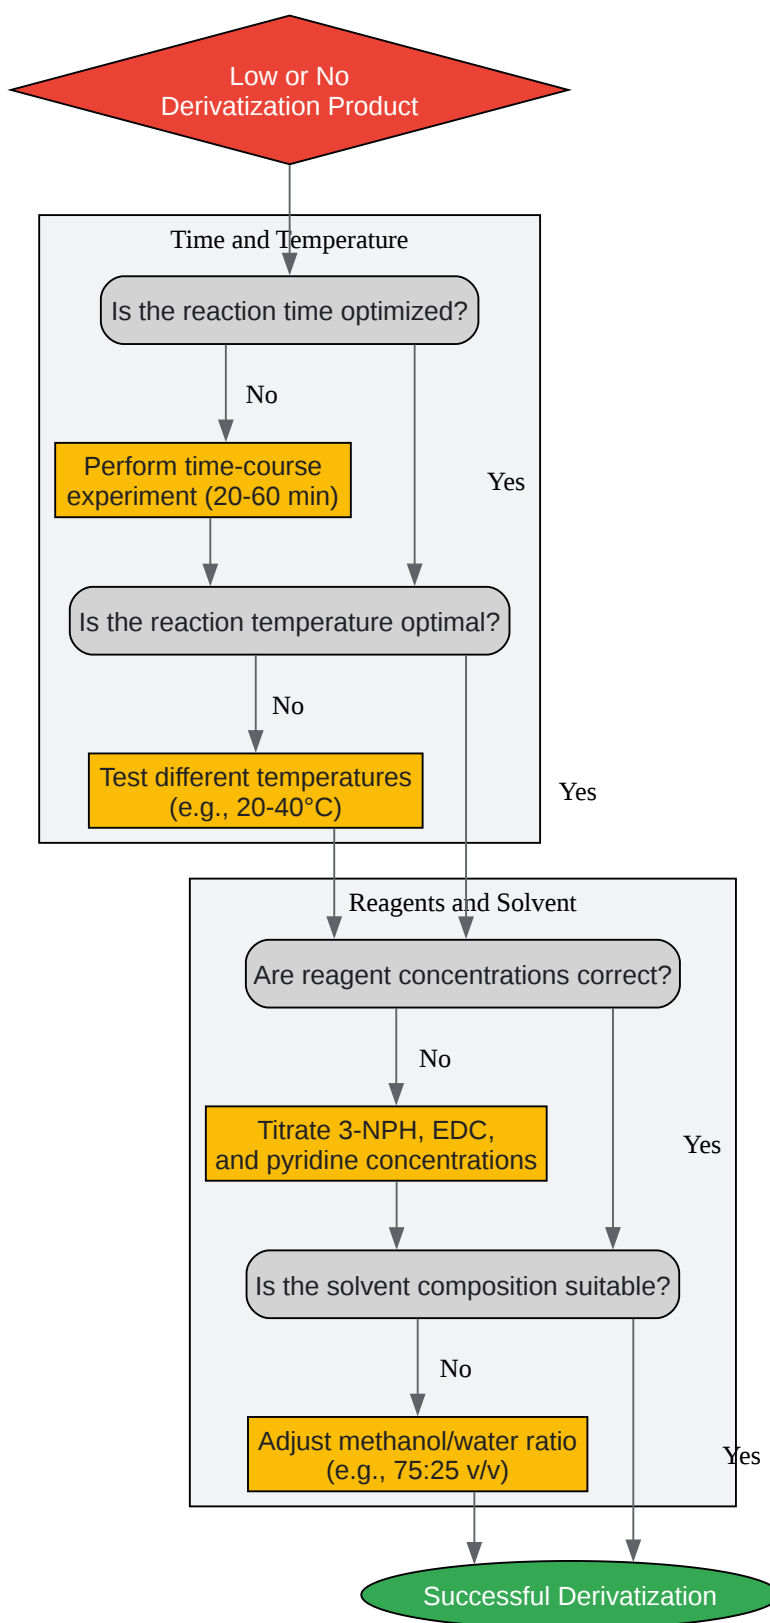 Low or No
Derivatization Product
Time and Temperature
Is the reaction time optimized?
No
Perform time-course
experiment (20-60 min)
Yes
Is the reaction temperature optimal?
No
Test different temperatures
(e.g., 20-40°C)
Yes
Reagents and Solvent
Are reagent concentrations correct?
No
Titrate 3-NPH, EDC,
and pyridine concentrations
Yes
Is the solvent composition suitable?
No
Adjust methanol/water ratio
(e.g., 75:25 v/v)
Yes
Successful Derivatization